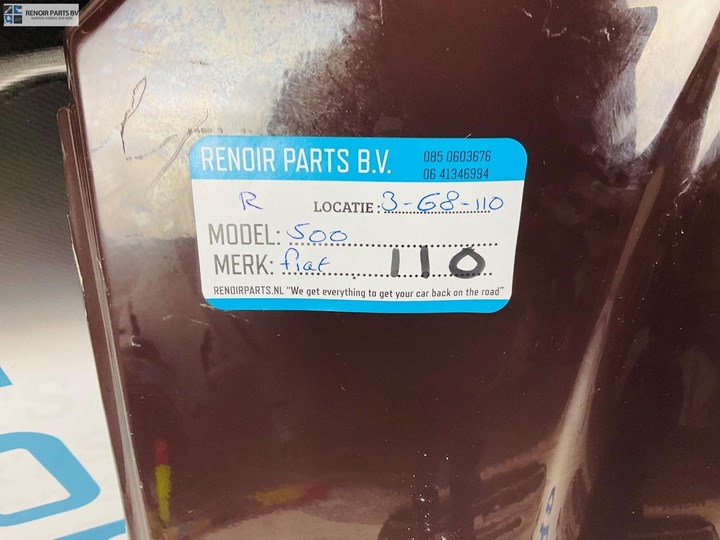 RENOIR PARTS BV
RENOIR PARTS B.V.
085 0603676
06 41346994
R
LOCATIE: 3-G8-110
MODEL: 500
MERK: fiat 110
RENOIRPARTS.NL "We get everything to get your car back on the road"